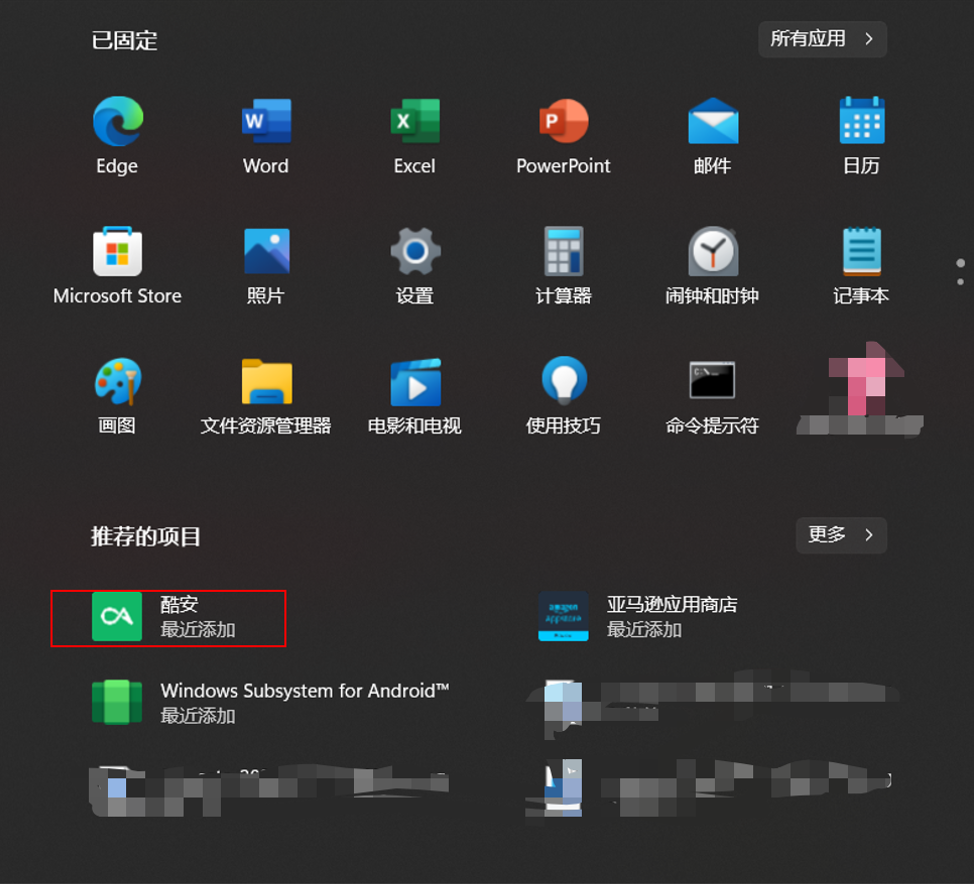 已固定
所有应用
Edge
Word
Excel
PowerPoint
邮件
日历
Microsoft Store
照片
设置
计算器
闹钟和时钟
记事本
画图
文件资源管理器
电影和电视
使用技巧
命令提示符
推荐的项目
更多
酷安
最近添加
amazon
appstore
亚马逊应用商店
最近添加
Windows Subsystem for Android™
最近添加